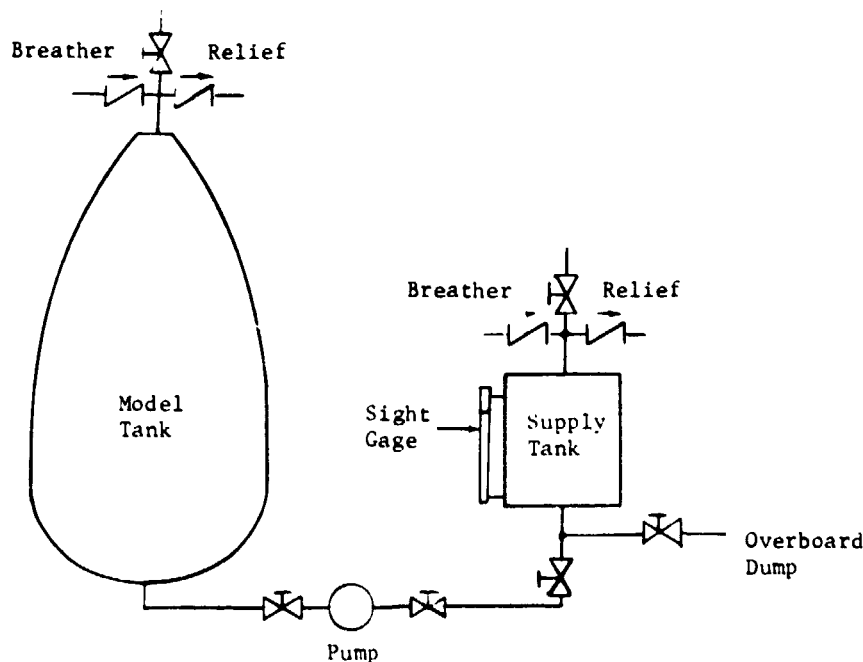 Breather
Relief
Breather
Relief
Model
Tank
Sight
Gage
Supply
Tank
Overboard
Dump
Pump